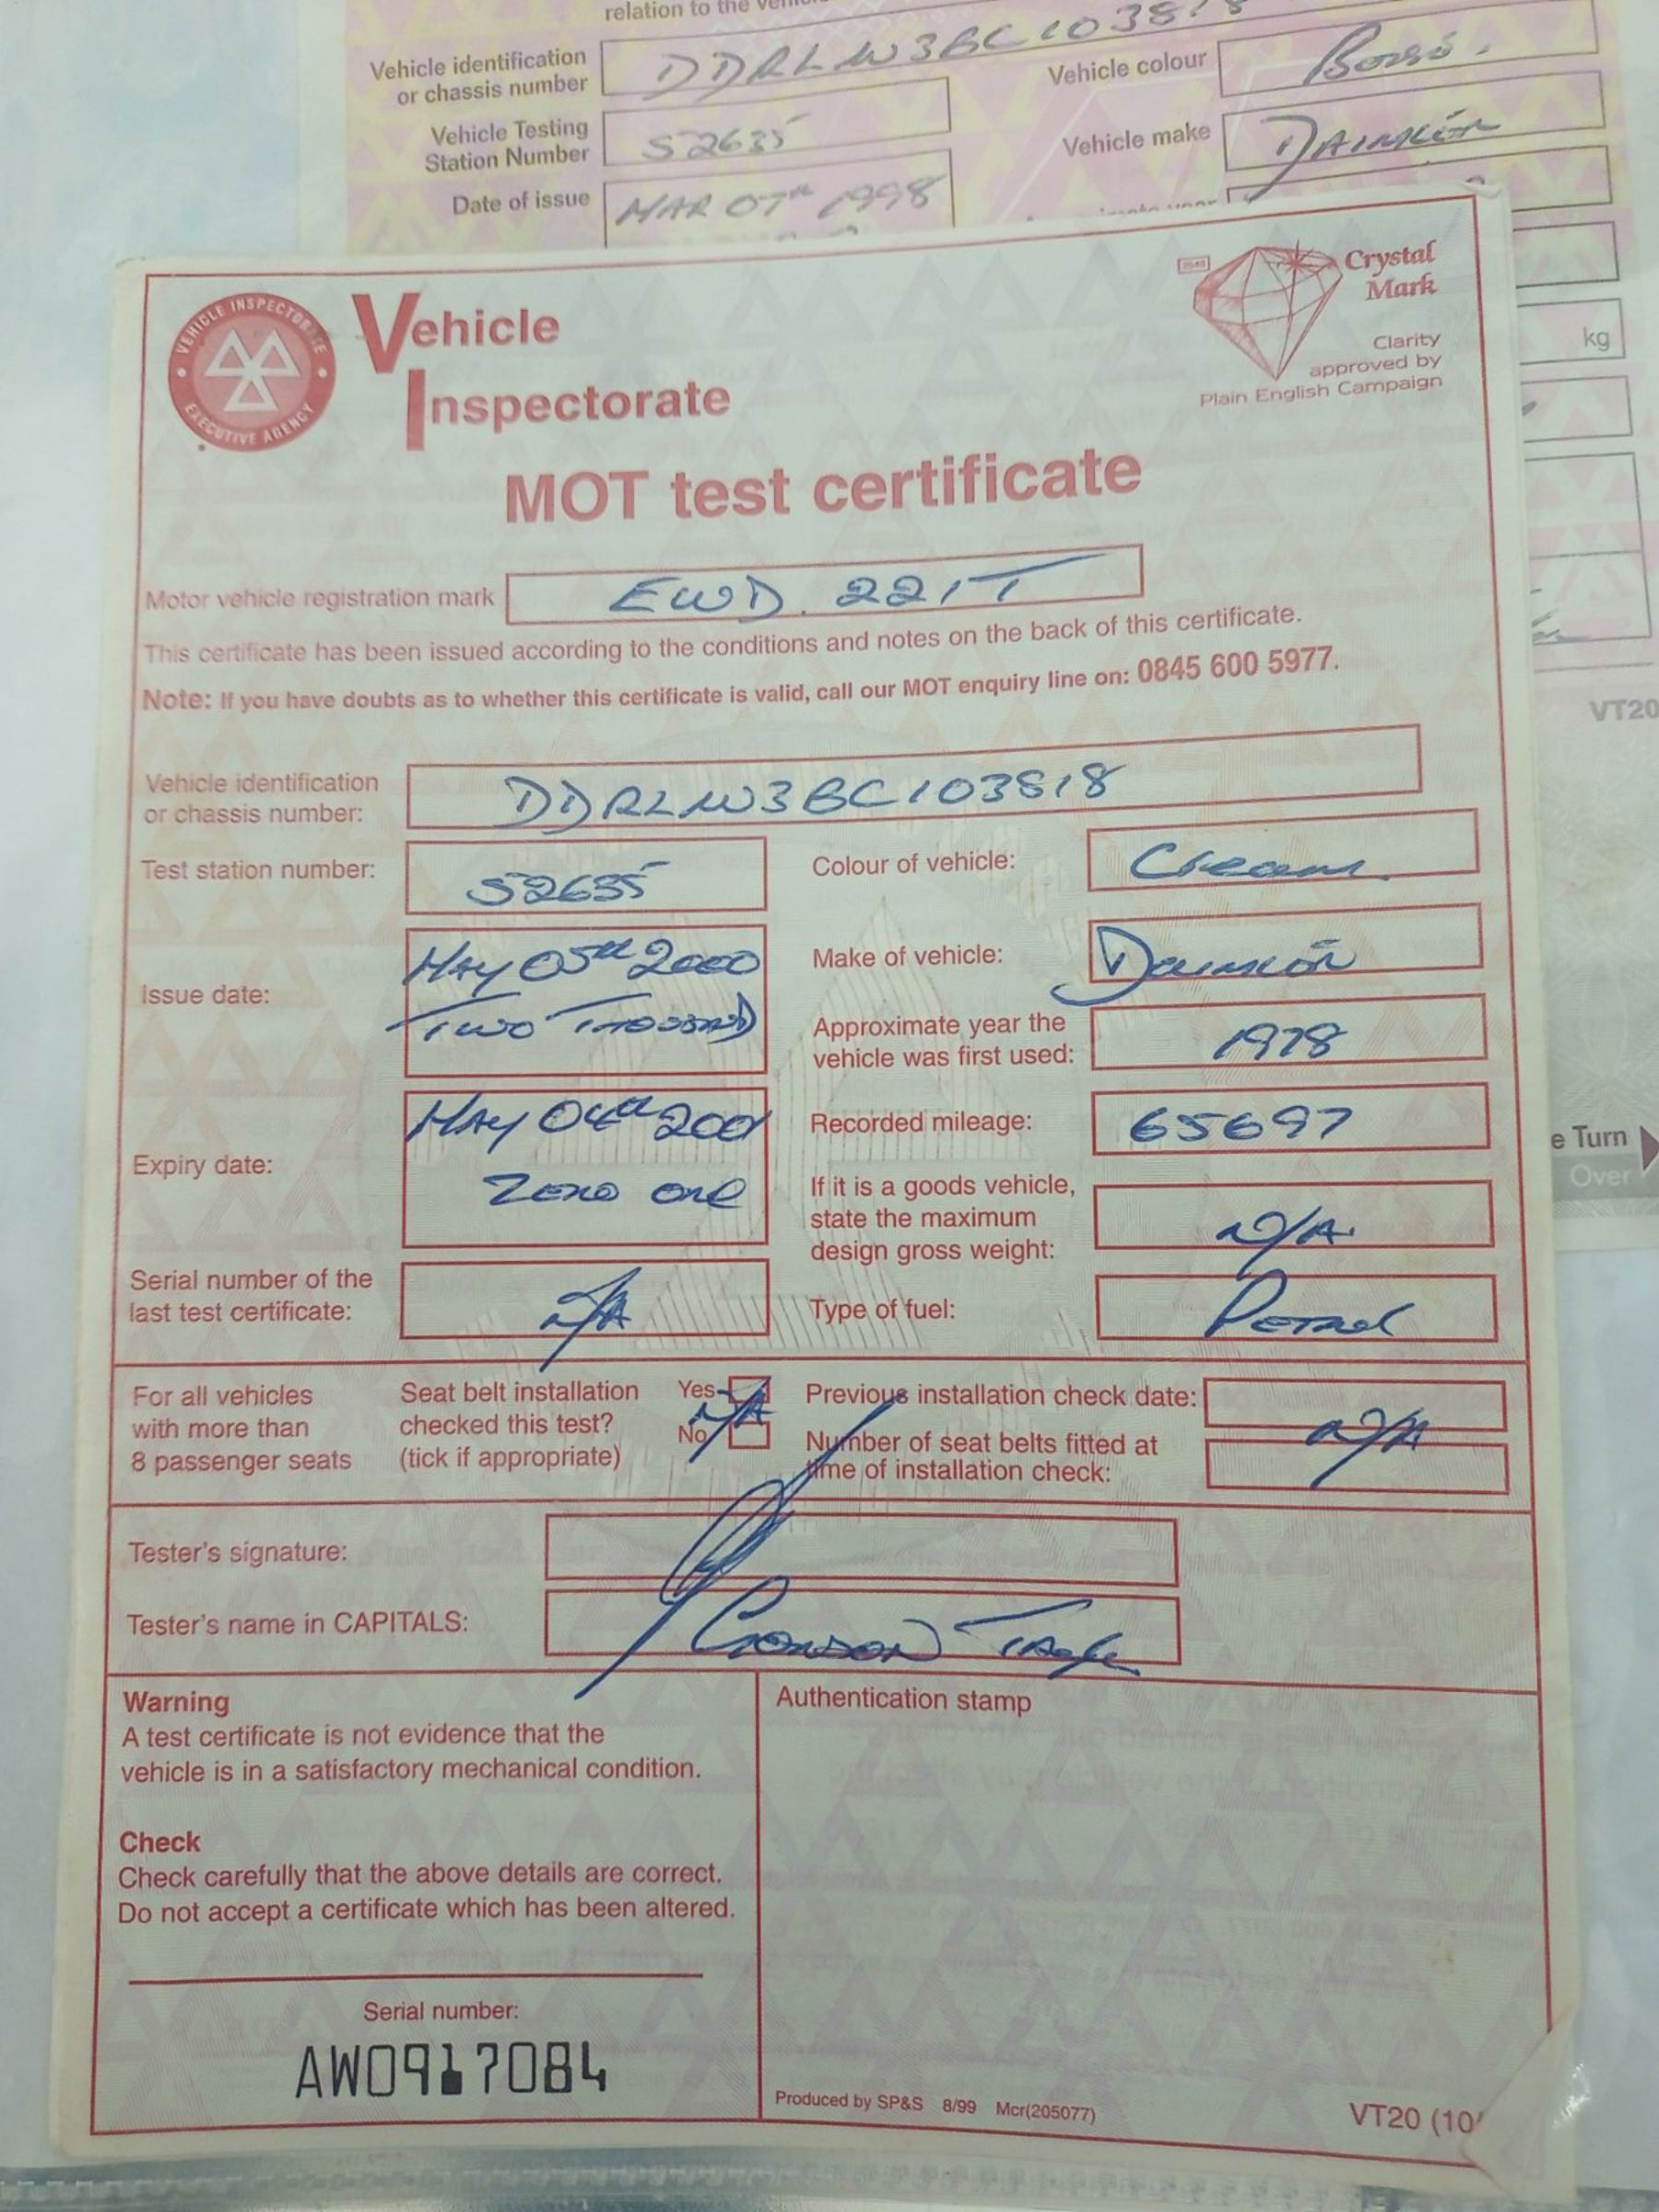 relation to the
Vehicle identification
or chassis number
DDRLW3BC103818
Vehicle colour
Vehicle Testing
Station Number
S2635
Vehicle make
DAIMLER
Date of issue
MAR 07TH 1998
kg
VT20
e Turn
Over
VEHICLE INSPECTORATE
EXECUTIVE AGENCY
Vehicle
Inspectorate
Crystal
Mark
Clarity
approved by
Plain English Campaign
MOT test certificate
Motor vehicle registration mark
EWD. 221T
This certificate has been issued according to the conditions and notes on the back of this certificate.
Note: If you have doubts as to whether this certificate is valid, call our MOT enquiry line on: 0845 600 5977.
Vehicle identification
or chassis number:
DDRLW3BC103818
Test station number:
S2635
Colour of vehicle:
Cream.
Issue date:
MAY 05th 2000
TWO THOUSAND
Make of vehicle:
Daimler
Approximate year the
vehicle was first used:
1978
Expiry date:
MAY 04th 2001
ZERO ONE
Recorded mileage:
65697
If it is a goods vehicle,
state the maximum
design gross weight:
N/A
Serial number of the
last test certificate:
N/A
Type of fuel:
PETROL
For all vehicles
with more than
8 passenger seats
Seat belt installation
checked this test?
(tick if appropriate)
Yes
No
N/A
Previous installation check date:
Number of seat belts fitted at
time of installation check:
N/A
Tester's signature:
Tester's name in CAPITALS:
GORDON
Warning
A test certificate is not evidence that the
vehicle is in a satisfactory mechanical condition.
Check
Check carefully that the above details are correct.
Do not accept a certificate which has been altered.
Serial number:
AW0917084
Authentication stamp
Produced by SP&S 8/99 Mcr(205077)
VT20 (10/